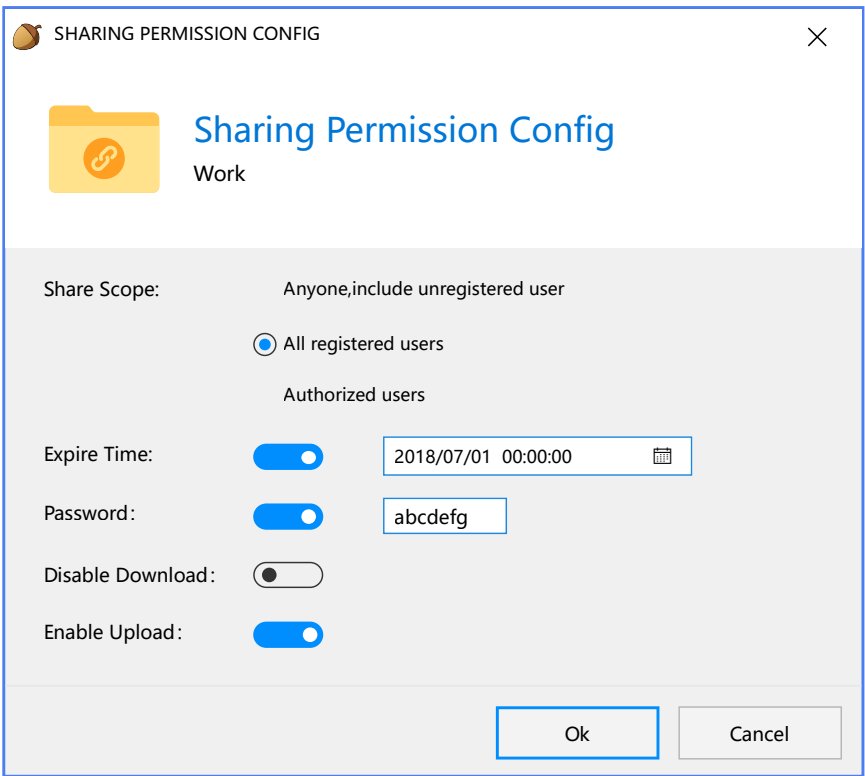 SHARING PERMISSION CONFIG
Sharing Permission Config
Work
Share Scope: Anyone,include unregistered user
All registered users
Authorized users
Expire Time: 2018/07/01 00:00:00
Password: abcdefg
Disable Download:
Enable Upload:
Ok Cancel